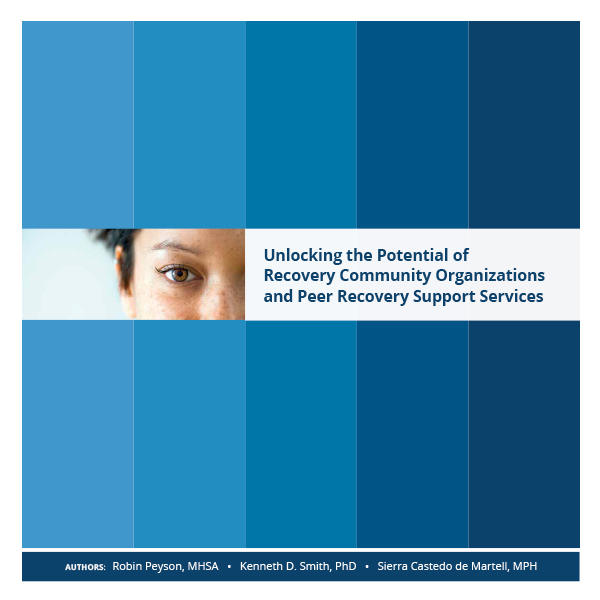 Unlocking the Potential of
Recovery Community Organizations
and Peer Recovery Support Services
AUTHORS: Robin Peyson, MHSA • Kenneth D. Smith, PhD • Sierra Castedo de Martell, MPH